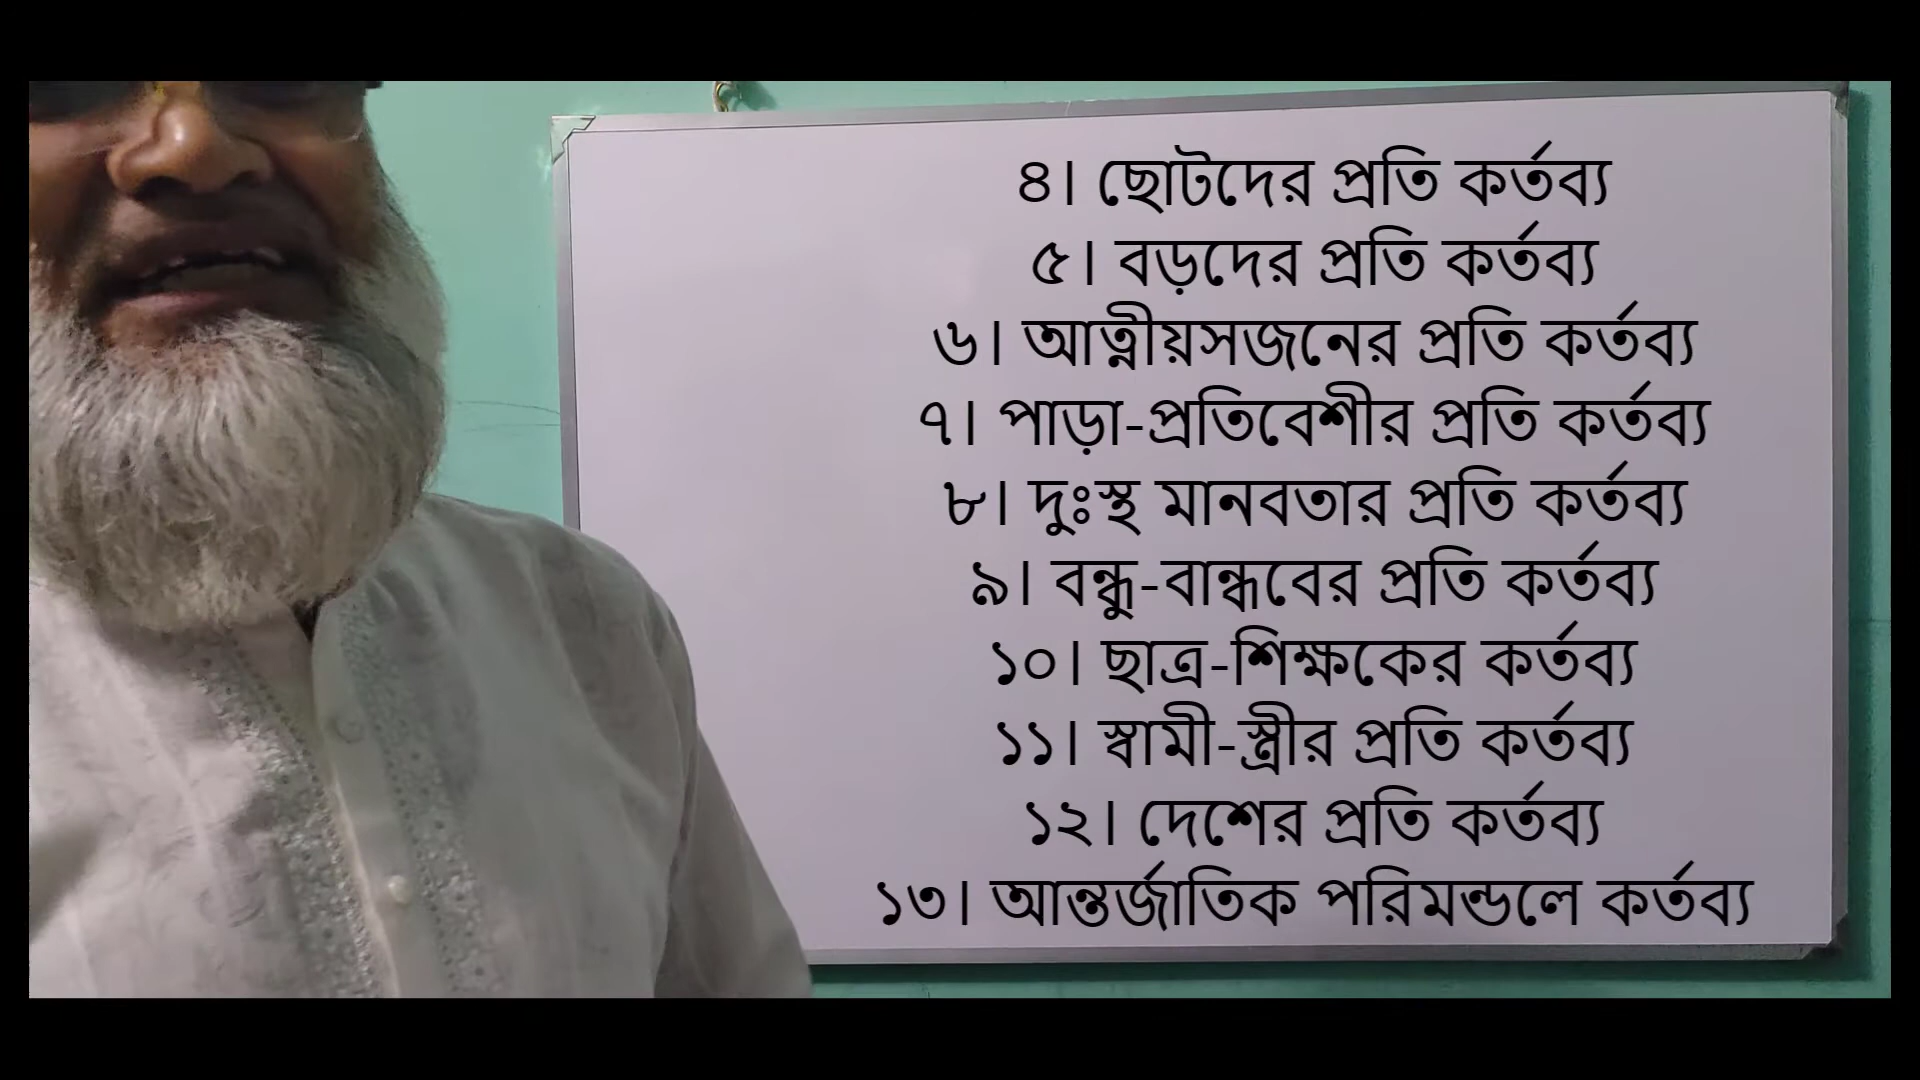 ৪। ছোটদের প্রতি কর্তব্য
৫। বড়দের প্রতি কর্তব্য
৬। আত্নীয়সজনের প্রতি কর্তব্য
৭। পাড়া-প্রতিবেশীর প্রতি কর্তব্য
৮। দুঃস্থ মানবতার প্রতি কর্তব্য
৯। বন্ধু-বান্ধবের প্রতি কর্তব্য
১০। ছাত্র-শিক্ষকের কর্তব্য
১১। স্বামী-স্ত্রীর প্রতি কর্তব্য
১২। দেশের প্রতি কর্তব্য
১৩। আন্তর্জাতিক পরিমন্ডলে কর্তব্য